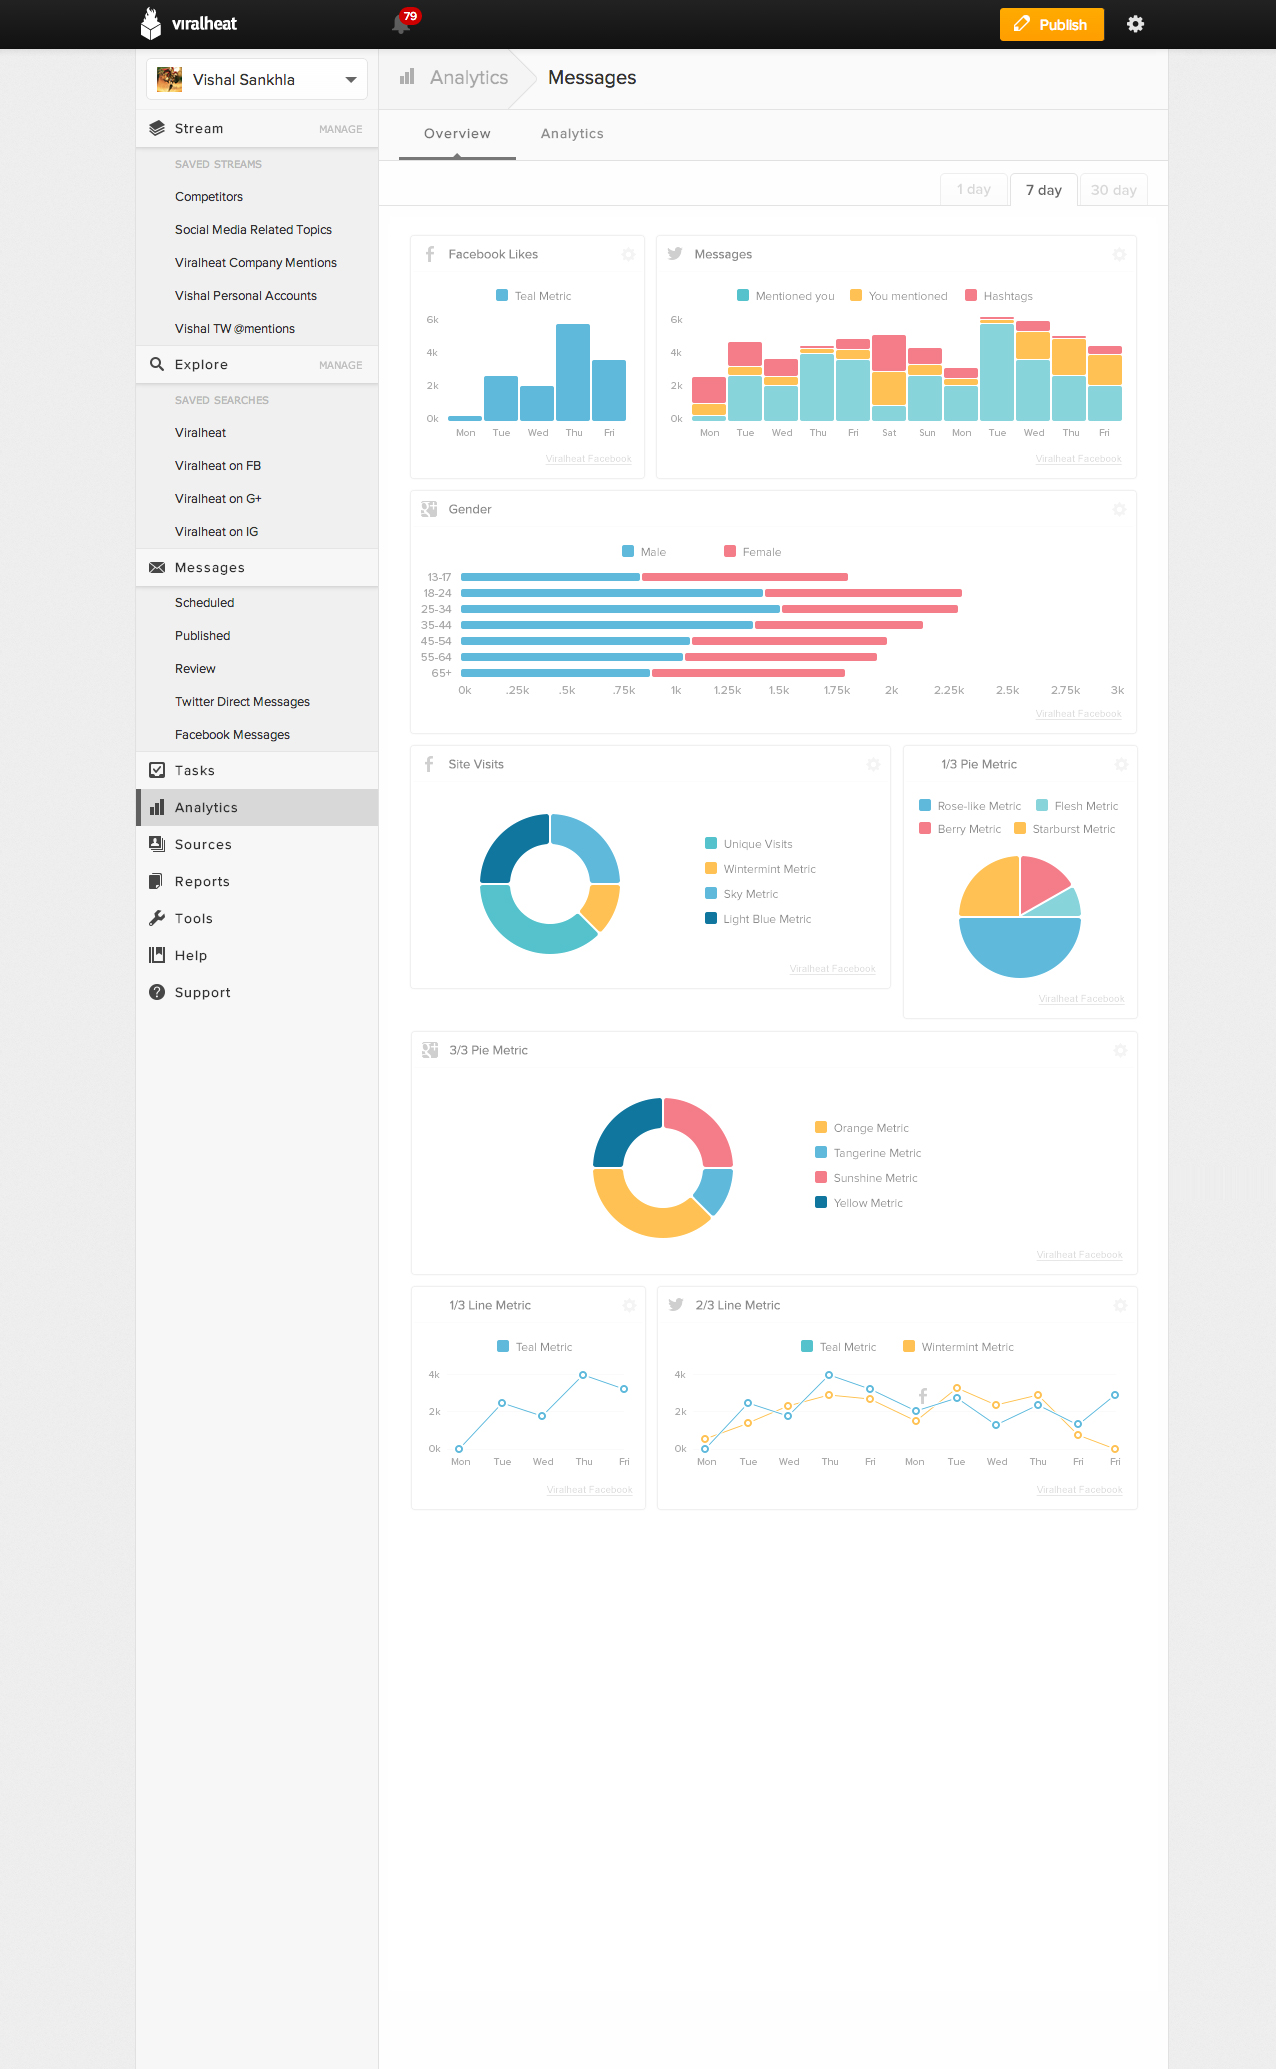 viralheat
79
Publish
Vishal Sankhla
Analytics
Messages
Stream
MANAGE
SAVED STREAMS
Competitors
Social Media Related Topics
Viralheat Company Mentions
Vishal Personal Accounts
Vishal TW @mentions
Explore
MANAGE
SAVED SEARCHES
Viralheat
Viralheat on FB
Viralheat on G+
Viralheat on IG
Messages
Scheduled
Published
Review
Twitter Direct Messages
Facebook Messages
Tasks
Analytics
Sources
Reports
Tools
Help
Support
Overview
Analytics
1 day
7 day
30 day
Facebook Likes
Teal Metric
6k
4k
2k
0k
Mon Tue Wed Thu Fri
Viralheat Facebook
Messages
Mentioned you
You mentioned
Hashtags
6k
4k
2k
0k
Mon Tue Wed Thu Fri Sat Sun Mon Tue Wed Thu Fri
Viralheat Facebook
Gender
Male
Female
13-17
18-24
25-34
35-44
45-54
55-64
65+
0k .25k .5k .75k 1k 1.25k 1.5k 1.75k 2k 2.25k 2.5k 2.75k 3k
Viralheat Facebook
Site Visits
Unique Visits
Wintermint Metric
Sky Metric
Light Blue Metric
Viralheat Facebook
1/3 Pie Metric
Rose-like Metric
Flesh Metric
Berry Metric
Starburst Metric
Viralheat Facebook
3/3 Pie Metric
Orange Metric
Tangerine Metric
Sunshine Metric
Yellow Metric
Viralheat Facebook
1/3 Line Metric
Teal Metric
4k
2k
0k
Mon Tue Wed Thu Fri
Viralheat Facebook
2/3 Line Metric
Teal Metric
Wintermint Metric
4k
2k
0k
Mon Tue Wed Thu Fri Mon Tue Wed Thu Fri Fri
Viralheat Facebook